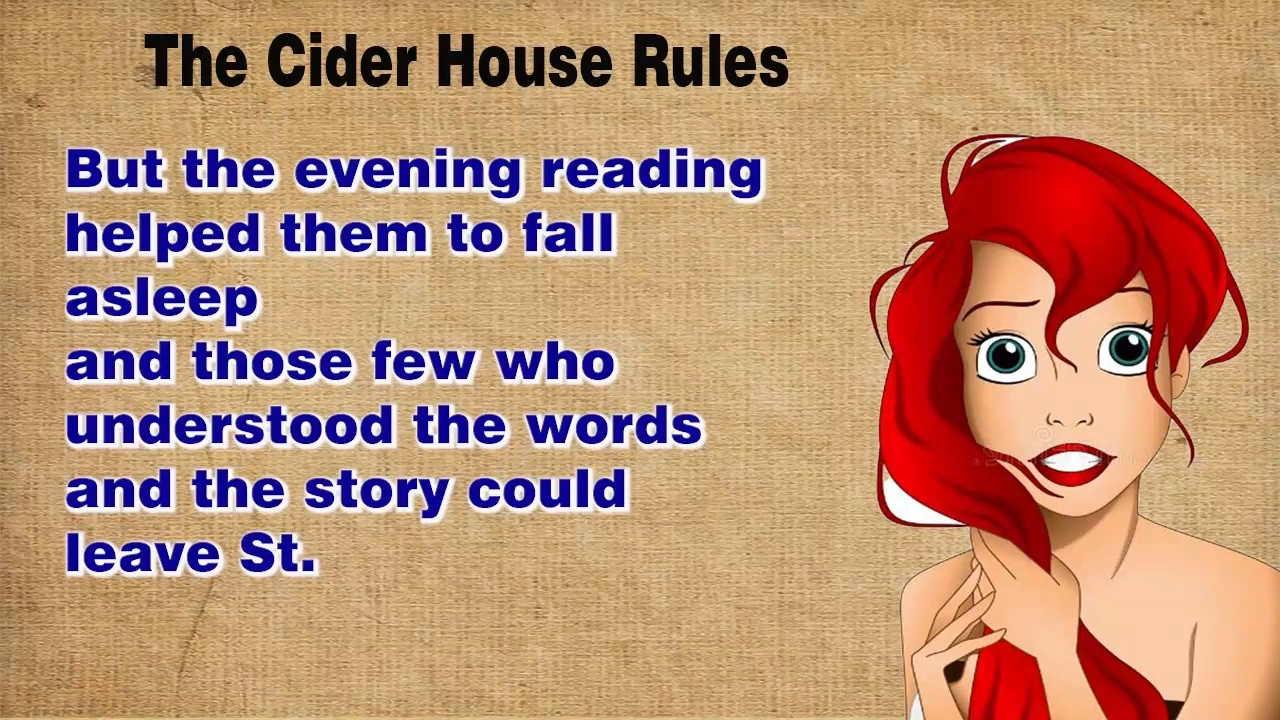 The Cider House Rules
But the evening reading
helped them to fall
asleep
and those few who
understood the words
and the story could
leave St.